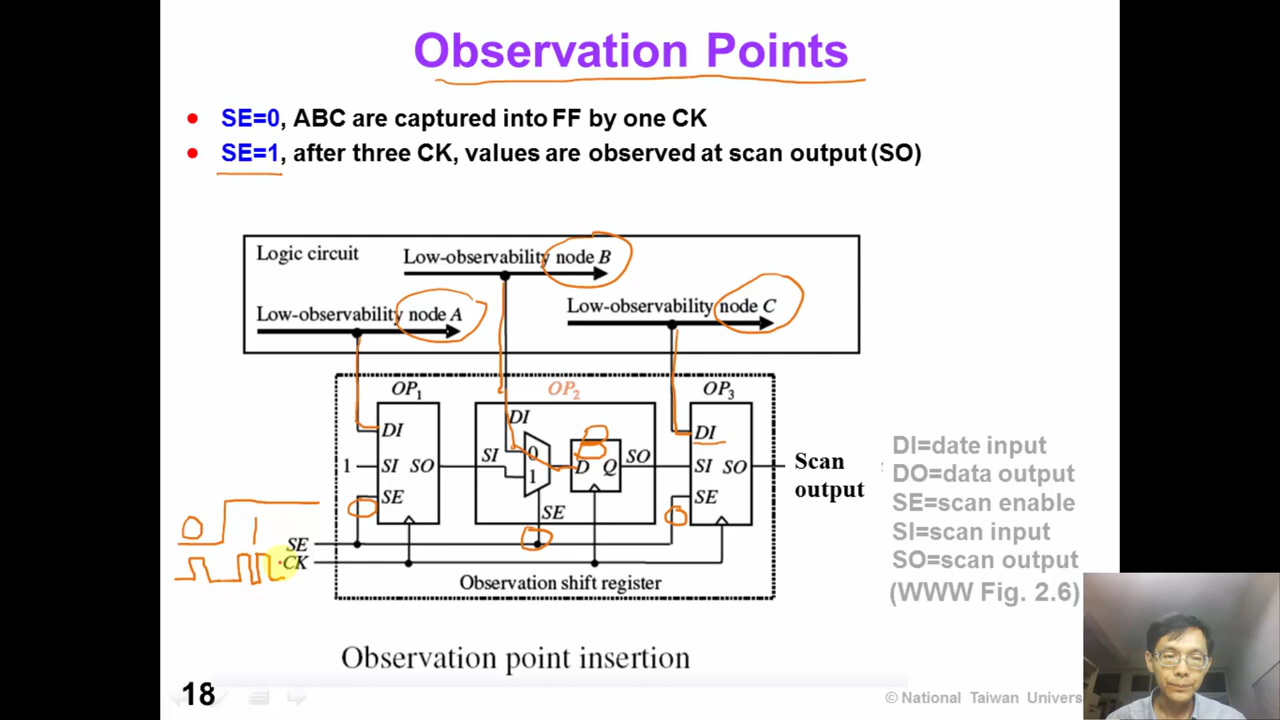 Observation Points
• SE=0, ABC are captured into FF by one CK
• SE=1, after three CK, values are observed at scan output (SO)
Logic circuit
Low-observability node B
Low-observability node A
Low-observability node C
OP1
OP2
OP3
DI
SI SO
SE
1
DI
SI
0
1
D Q
SO
SE
DI
SI SO
SE
Scan
output
0
1
SE
CK
B
Observation shift register
DI=date input
DO=data output
SE=scan enable
SI=scan input
SO=scan output
(WWW Fig. 2.6)
Observation point insertion
18
© National Taiwan Univers